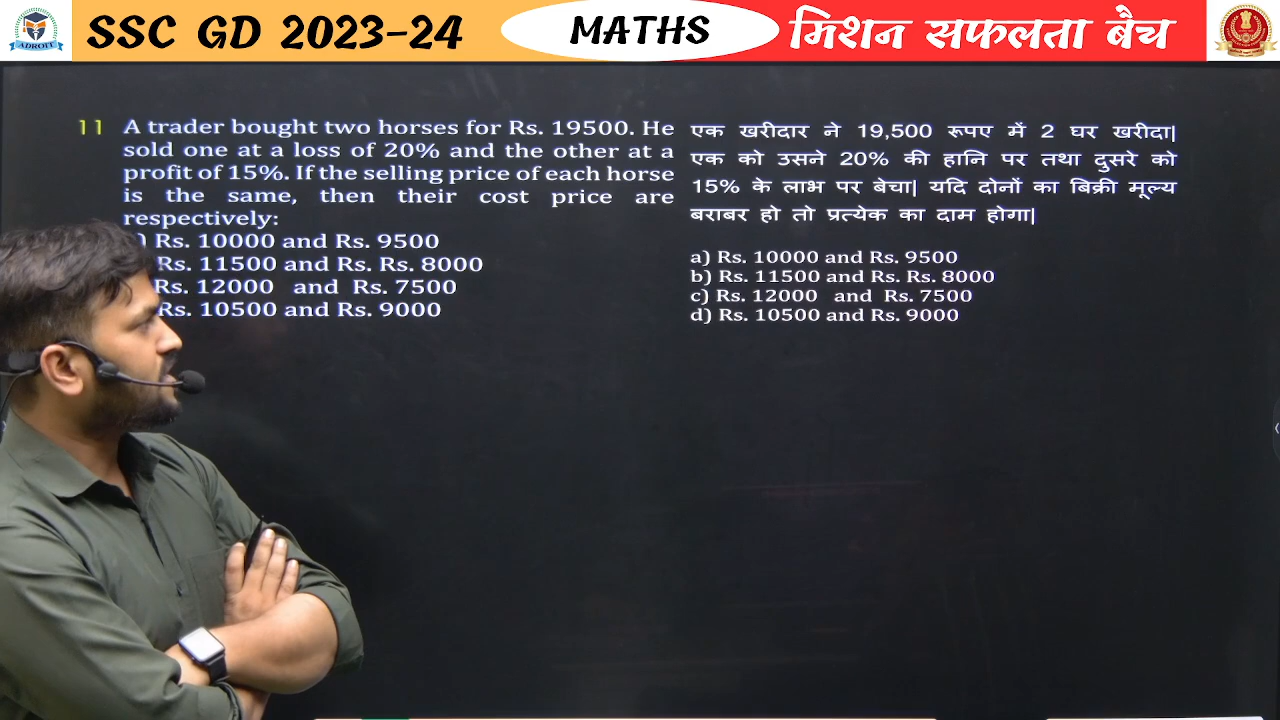 ADROIT
SSC GD 2023-24
MATHS
मिशन सफलता बैच
11 A trader bought two horses for Rs. 19500. He
sold one at a loss of 20% and the other at a
profit of 15%. If the selling price of each horse
is the same, then their cost price are
respectively:
) Rs. 10000 and Rs. 9500
Rs. 11500 and Rs. Rs. 8000
Rs. 12000 and Rs. 7500
Rs. 10500 and Rs. 9000
एक खरीदार ने 19,500 रूपए में 2 घर खरीदा|
एक को उसने 20% की हानि पर तथा दुसरे को
15% के लाभ पर बेचा| यदि दोनों का बिक्री मूल्य
बराबर हो तो प्रत्येक का दाम होगा|
a) Rs. 10000 and Rs. 9500
b) Rs. 11500 and Rs. Rs. 8000
c) Rs. 12000 and Rs. 7500
d) Rs. 10500 and Rs. 9000